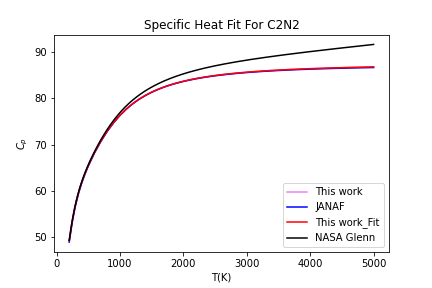 Specific Heat Fit For C2N2
90
80
70
60
50
Cp
0
1000
2000
3000
4000
5000
T(K)
This work
JANAF
This work_Fit
NASA Glenn